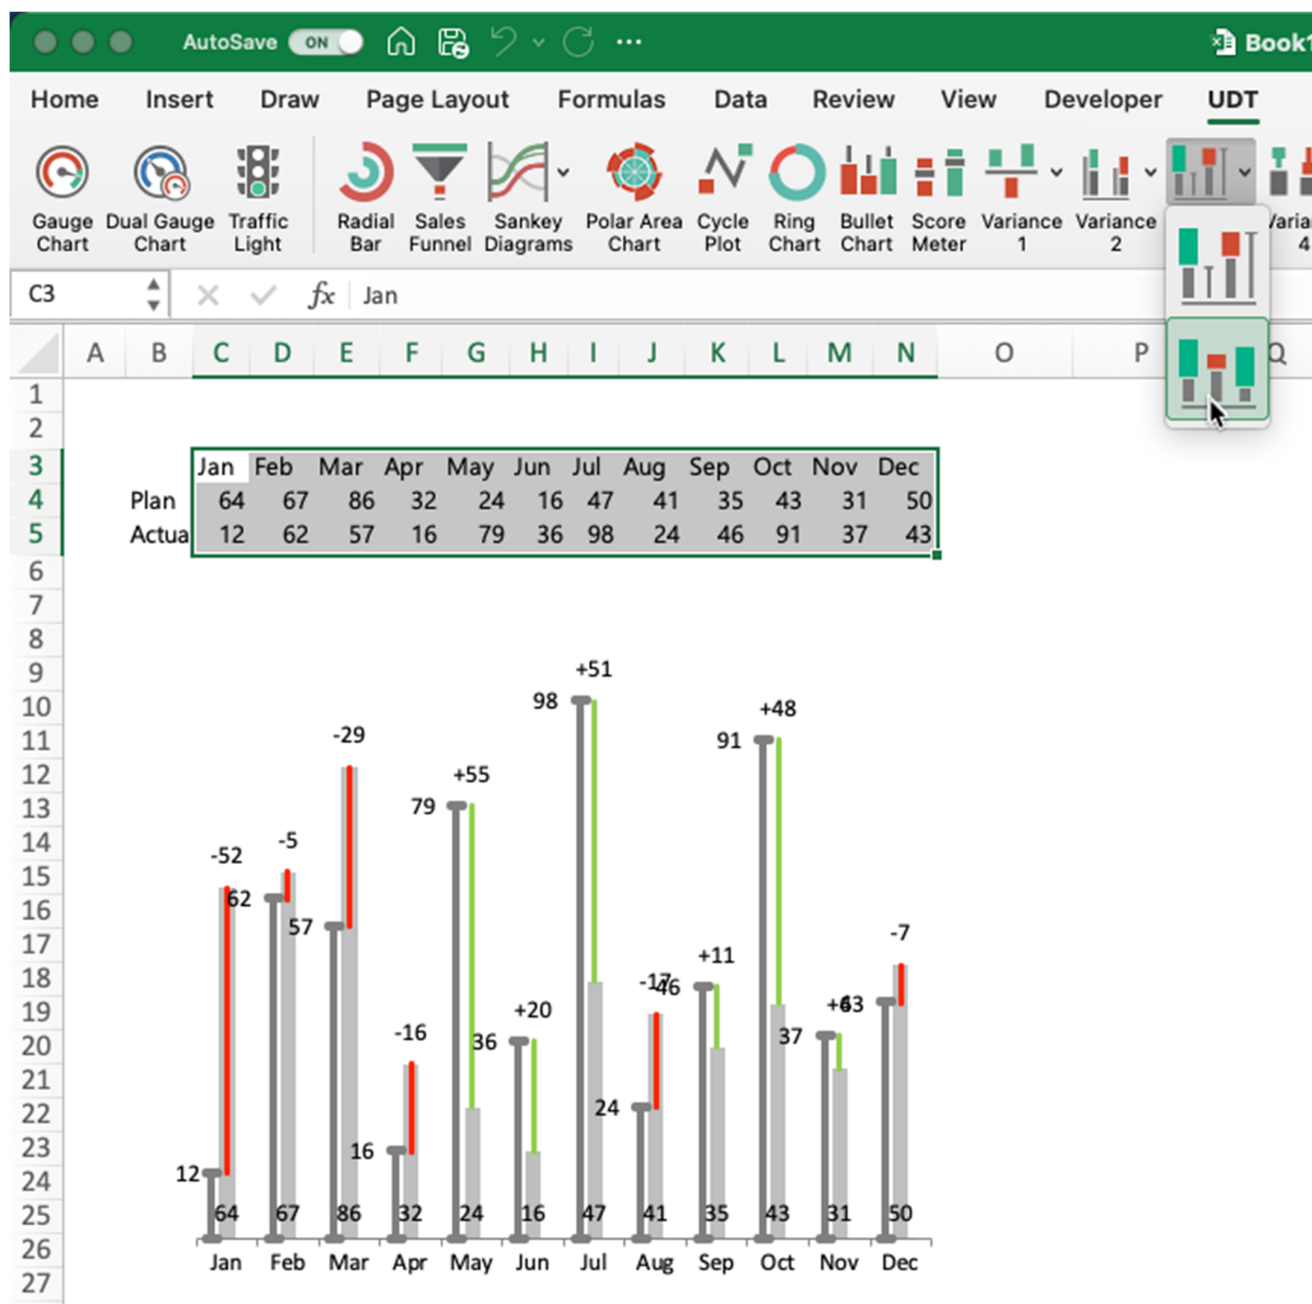 AutoSave ON ... Book1
Home Insert Draw Page Layout Formulas Data Review View Developer UDT
Gauge Chart Dual Gauge Chart Traffic Light Radial Bar Sales Funnel Sankey Diagrams Polar Area Chart Cycle Plot Ring Chart Bullet Chart Score Meter Variance 1 Variance 2 4
C3 fx Jan
A B C D E F G H I J K L M N O P Q
1
2
3 Jan Feb Mar Apr May Jun Jul Aug Sep Oct Nov Dec
4 Plan 64 67 86 32 24 16 47 41 35 43 31 50
5 Actua 12 62 57 16 79 36 98 24 46 91 37 43
6
7
8
9 +51
10 98 +48
11 -29 91
12 +55
13 79
14 -5
15 -52
16 62
17 57 -7
18 +11
19 -17 46 +20 +6 43
20 -16 36 37
21
22 24
23 16
24 12
25 64 67 86 32 24 16 47 41 35 43 31 50
26 Jan Feb Mar Apr May Jun Jul Aug Sep Oct Nov Dec
27